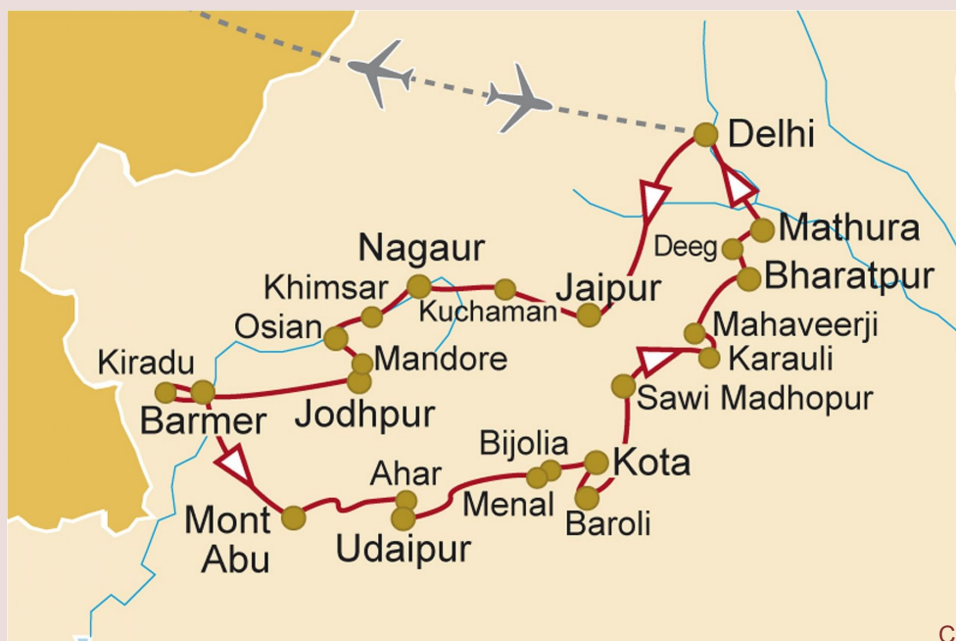 Delhi
Mathura
Deeg
Bharatpur
Nagaur
Khimsar
Kuchaman
Jaipur
Osian
Mahaveerji
Kiradu
Mandore
Karauli
Barmer
Jodhpur
Sawi Madhopur
Bijolia
Kota
Ahar
Menal
Mont
Abu
Udaipur
Baroli
C